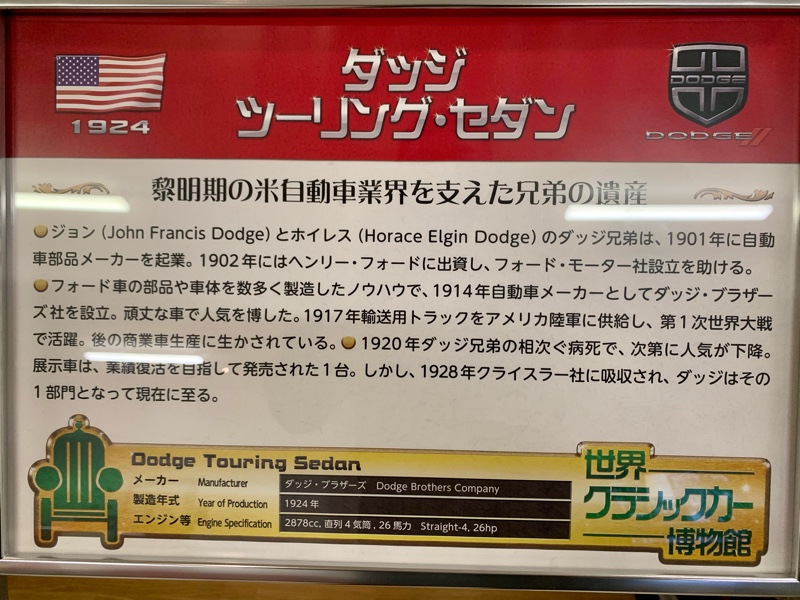 1924
ダッジ
ツーリング・セダン
DODGE
DODGE
黎明期の米自動車業界を支えた兄弟の遺産
●ジョン（John Francis Dodge）とホイレス（Horace Elgin Dodge）のダッジ兄弟は、1901年に自動
車部品メーカーを起業。1902年にはヘンリー・フォードに出資し、フォード・モーター社設立を助ける。
●フォード車の部品や車体を数多く製造したノウハウで、1914年自動車メーカーとしてダッジ・ブラザー
ズ社を設立。頑丈な車で人気を博した。1917年輸送用トラックをアメリカ陸軍に供給し、第1次世界大戦
で活躍。後の商業車生産に生かされている。●1920年ダッジ兄弟の相次ぐ病死で、次第に人気が下降。
展示車は、業績復活を目指して発売された1台。しかし、1928年クライスラー社に吸収され、ダッジはその
1部門となって現在に至る。
Dodge Touring Sedan
メーカー Manufacturer ダッジ・ブラザーズ Dodge Brothers Company
製造年式 Year of Production 1924年
エンジン等 Engine Specification 2878cc, 直列4気筒, 26馬力 Straight-4, 26hp
世界
クラシックカー
博物館